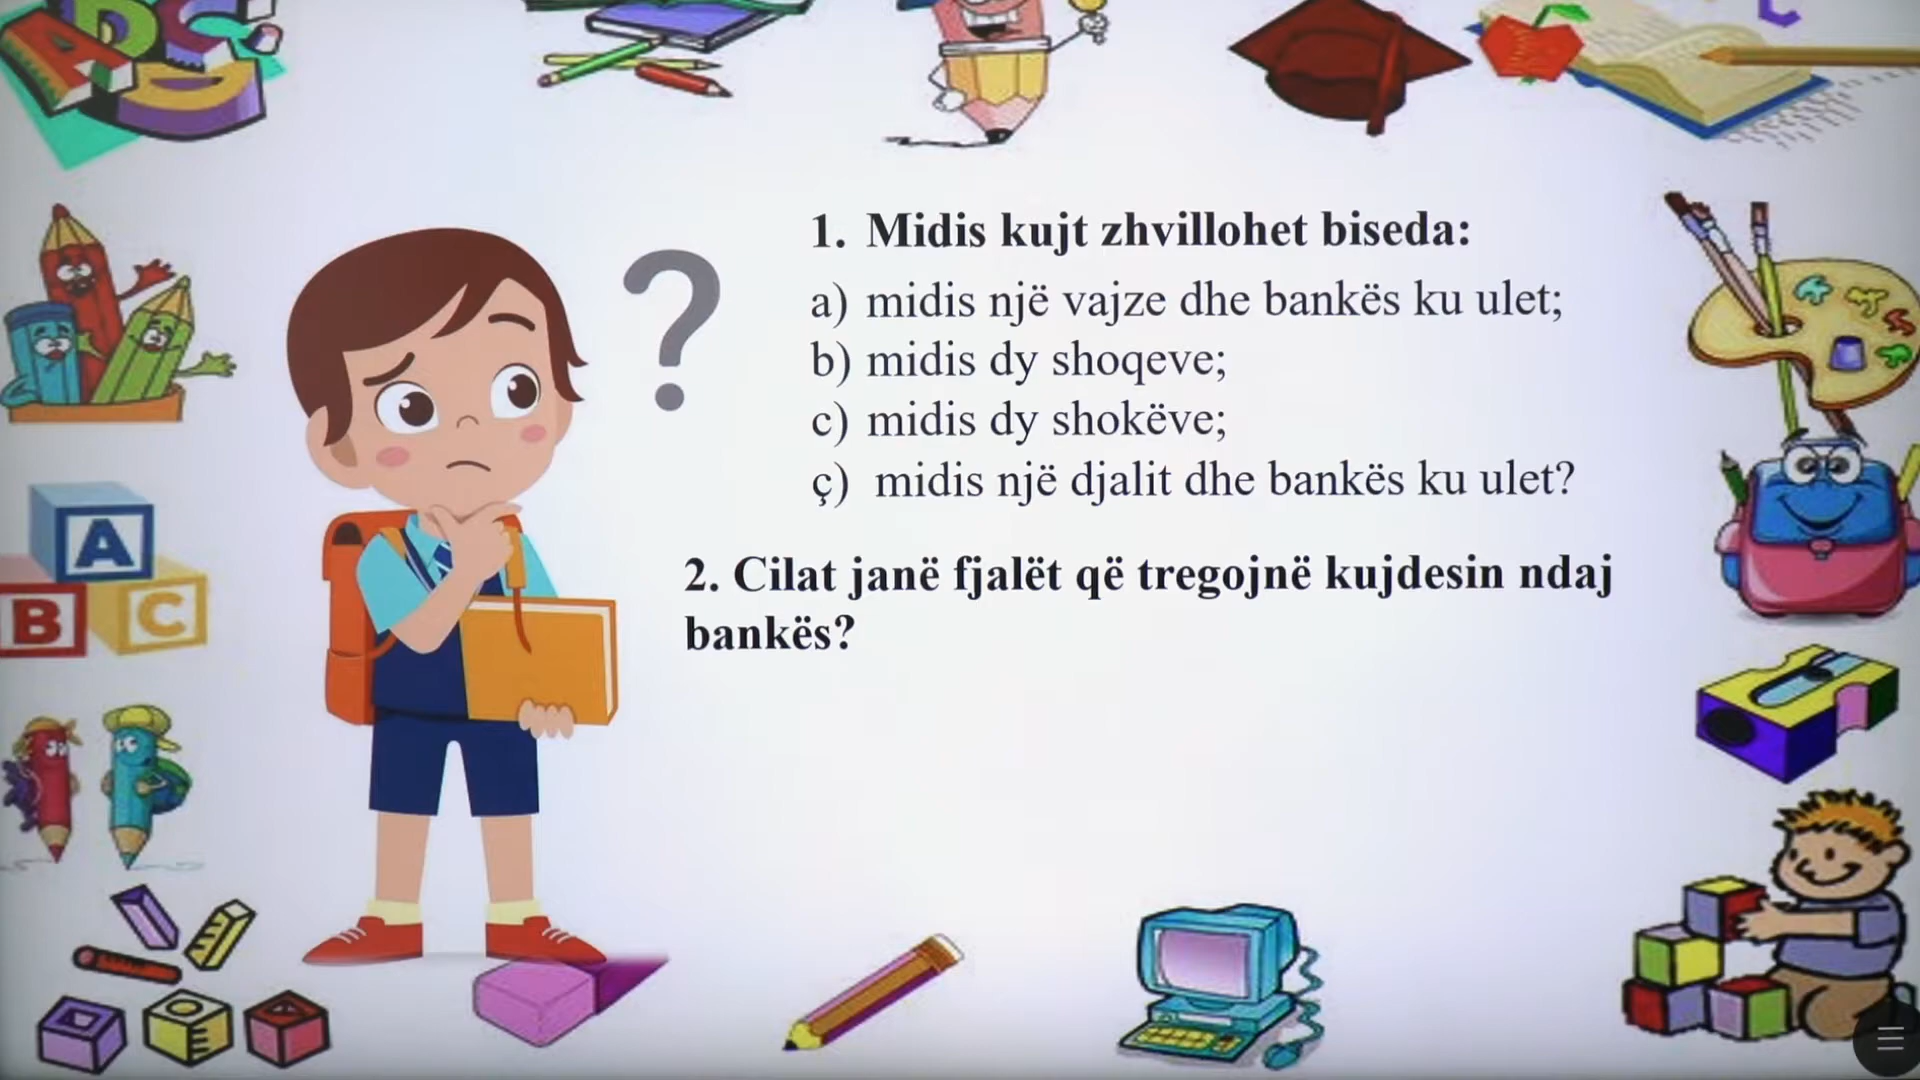 1. Midis kujt zhvillohet biseda:
a) midis një vajze dhe bankës ku ulet;
b) midis dy shoqeve;
c) midis dy shokëve;
ç) midis një djalit dhe bankës ku ulet?
2. Cilat janë fjalët që tregojnë kujdesin ndaj
bankës?
A
B C